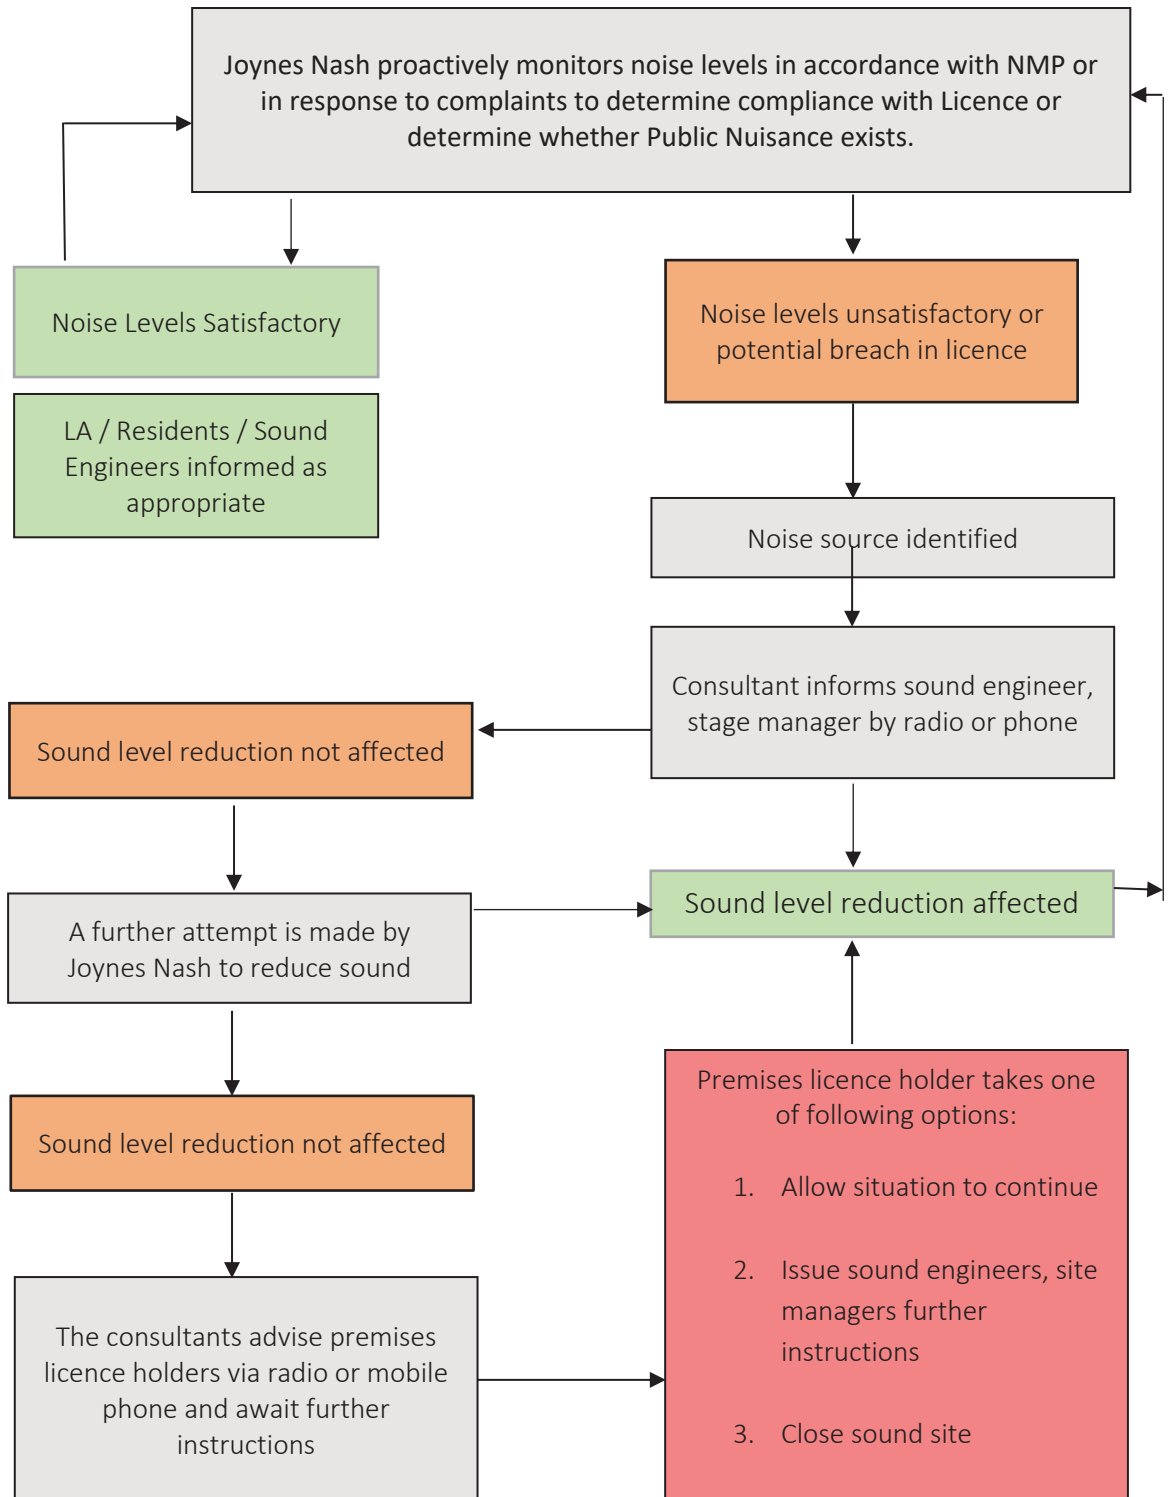 Joynes Nash proactively monitors noise levels in accordance with NMP or
in response to complaints to determine compliance with Licence or
determine whether Public Nuisance exists.
Noise Levels Satisfactory
Noise levels unsatisfactory or
potential breach in licence
LA / Residents / Sound
Engineers informed as
appropriate
Noise source identified
Consultant informs sound engineer,
stage manager by radio or phone
Sound level reduction not affected
Sound level reduction affected
A further attempt is made by
Joynes Nash to reduce sound
Sound level reduction not affected
The consultants advise premises
licence holders via radio or mobile
phone and await further
instructions
Premises licence holder takes one
of following options:
1. Allow situation to continue
2. Issue sound engineers, site
managers further
instructions
3. Close sound site